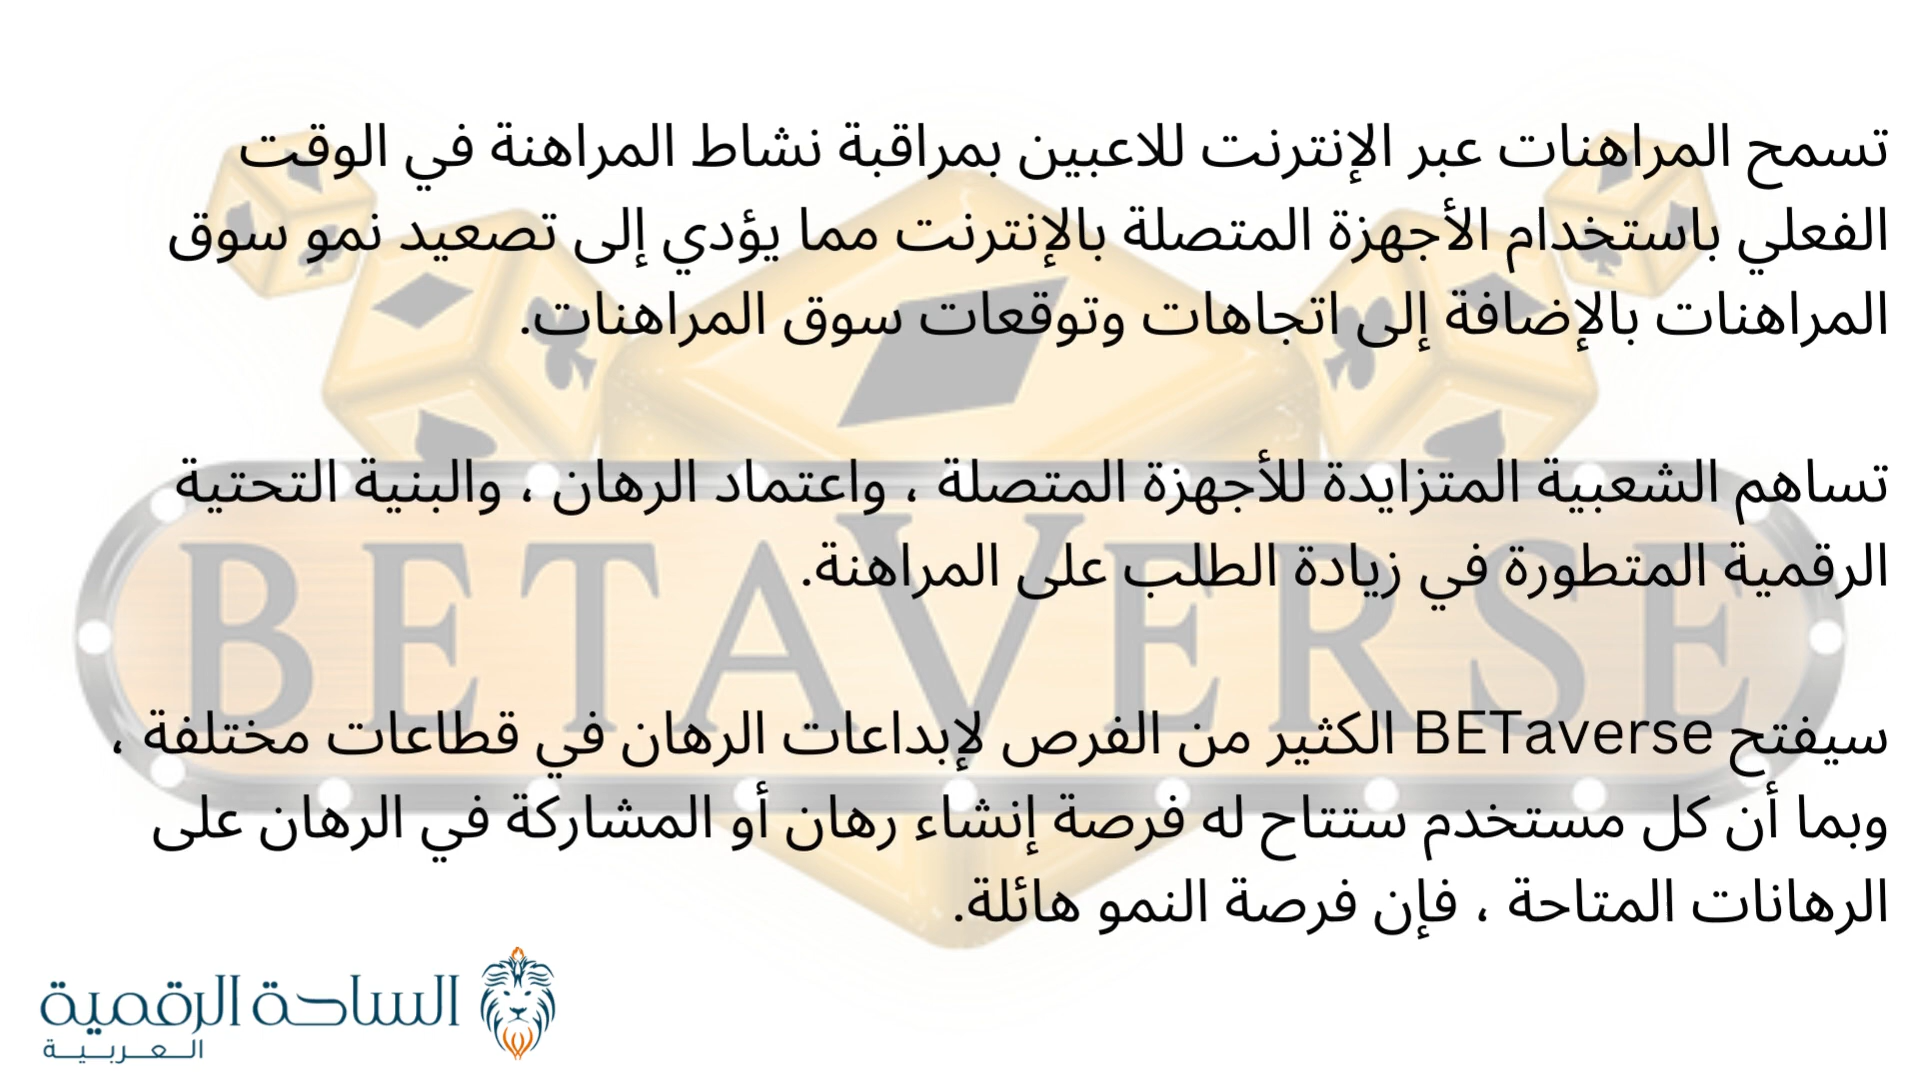 تسمح المراهنات عبر الإنترنت للاعبين بمراقبة نشاط المراهنة في الوقت
الفعلي باستخدام الأجهزة المتصلة بالإنترنت مما يؤدي إلى تصعيد نمو سوق
المراهنات بالإضافة إلى اتجاهات وتوقعات سوق المراهنات.
تساهم الشعبية المتزايدة للأجهزة المتصلة ، واعتماد الرهان ، والبنية التحتية
الرقمية المتطورة في زيادة الطلب على المراهنة.
BETAVERSE
سيفتح BETaverse الكثير من الفرص لإبداعات الرهان في قطاعات مختلفة ،
وبما أن كل مستخدم ستتاح له فرصة إنشاء رهان أو المشاركة في الرهان على
الرهانات المتاحة ، فإن فرصة النمو هائلة.
الساحة الرقمية
العربية